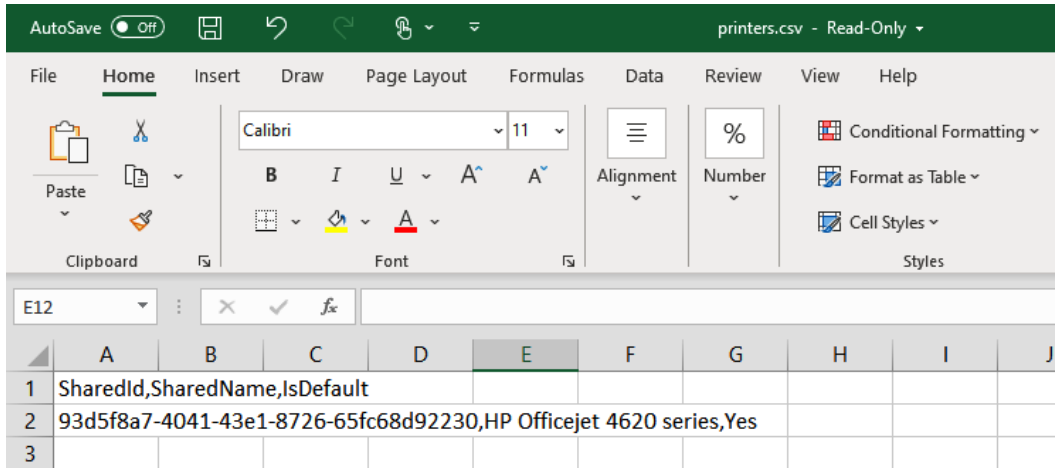 AutoSave Off printers.csv - Read-Only
File Home Insert Draw Page Layout Formulas Data Review View Help
Calibri 11 % Conditional Formatting
Paste B I U A A Alignment Number Format as Table
A Cell Styles
Clipboard Font Styles
E12 fx
A B C D E F G H I J
1 SharedId,SharedName,IsDefault
2 93d5f8a7-4041-43e1-8726-65fc68d92230,HP Officejet 4620 series,Yes
3